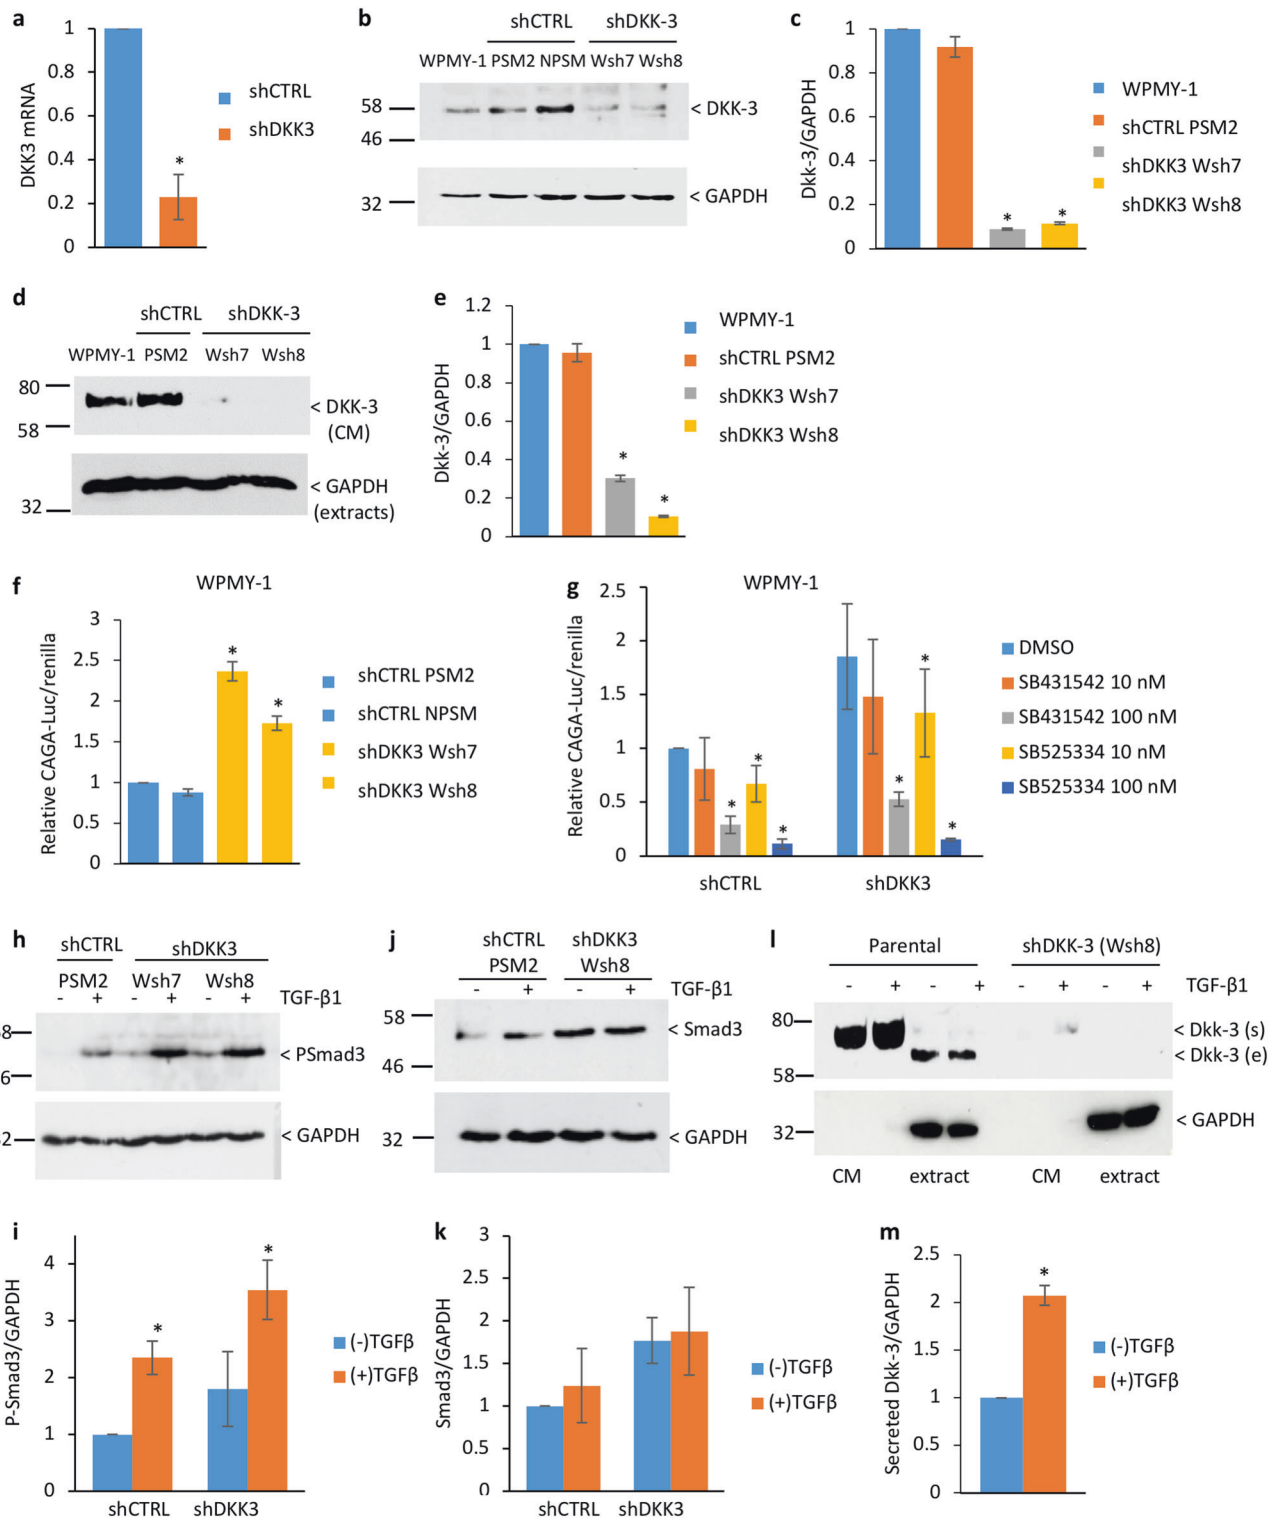 a
1
0.8
0.6
0.4
0.2
0
DKK3 mRNA
*
shCTRL
shDKK3
b
shCTRL shDKK-3
WPMY-1 PSM2 NPSM Wsh7 Wsh8
58
46
32
< DKK-3
< GAPDH
c
1
0.8
0.6
0.4
0.2
0
Dkk-3/GAPDH
* *
WPMY-1
shCTRL PSM2
shDKK3 Wsh7
shDKK3 Wsh8
d
shCTRL shDKK-3
WPMY-1 PSM2 Wsh7 Wsh8
80
58
32
< DKK-3
(CM)
< GAPDH
(extracts)
e
1.2
1
0.8
0.6
0.4
0.2
0
Dkk-3/GAPDH
*
*
WPMY-1
shCTRL PSM2
shDKK3 Wsh7
shDKK3 Wsh8
f
WPMY-1
3
2.5
2
1.5
1
0.5
0
Relative CAGA-Luc/renilla
*
*
shCTRL PSM2
shCTRL NPSM
shDKK3 Wsh7
shDKK3 Wsh8
g
WPMY-1
2.5
2
1.5
1
0.5
0
Relative CAGA-Luc/renilla
* * *
* * *
shCTRL shDKK3
DMSO
SB431542 10 nM
SB431542 100 nM
SB525334 10 nM
SB525334 100 nM
h
shCTRL shDKK3
PSM2 Wsh7 Wsh8
- + - + - + TGF-β1
< PSmad3
< GAPDH
j
shCTRL shDKK3
PSM2 Wsh8
- + - + TGF-β1
58
46
32
< Smad3
< GAPDH
l
Parental shDKK-3 (Wsh8)
- + - + - + - + TGF-β1
80
58
32
< Dkk-3 (s)
< Dkk-3 (e)
< GAPDH
CM extract CM extract
i
4
3
2
1
0
P-Smad3/GAPDH
*
*
shCTRL shDKK3
(-)TGFβ
(+)TGFβ
k
3
2.5
2
1.5
1
0.5
0
Smad3/GAPDH
shCTRL shDKK3
(-)TGFβ
(+)TGFβ
m
2.5
2
1.5
1
0.5
0
Secreted Dkk-3/GAPDH
*
(-)TGFβ
(+)TGFβ